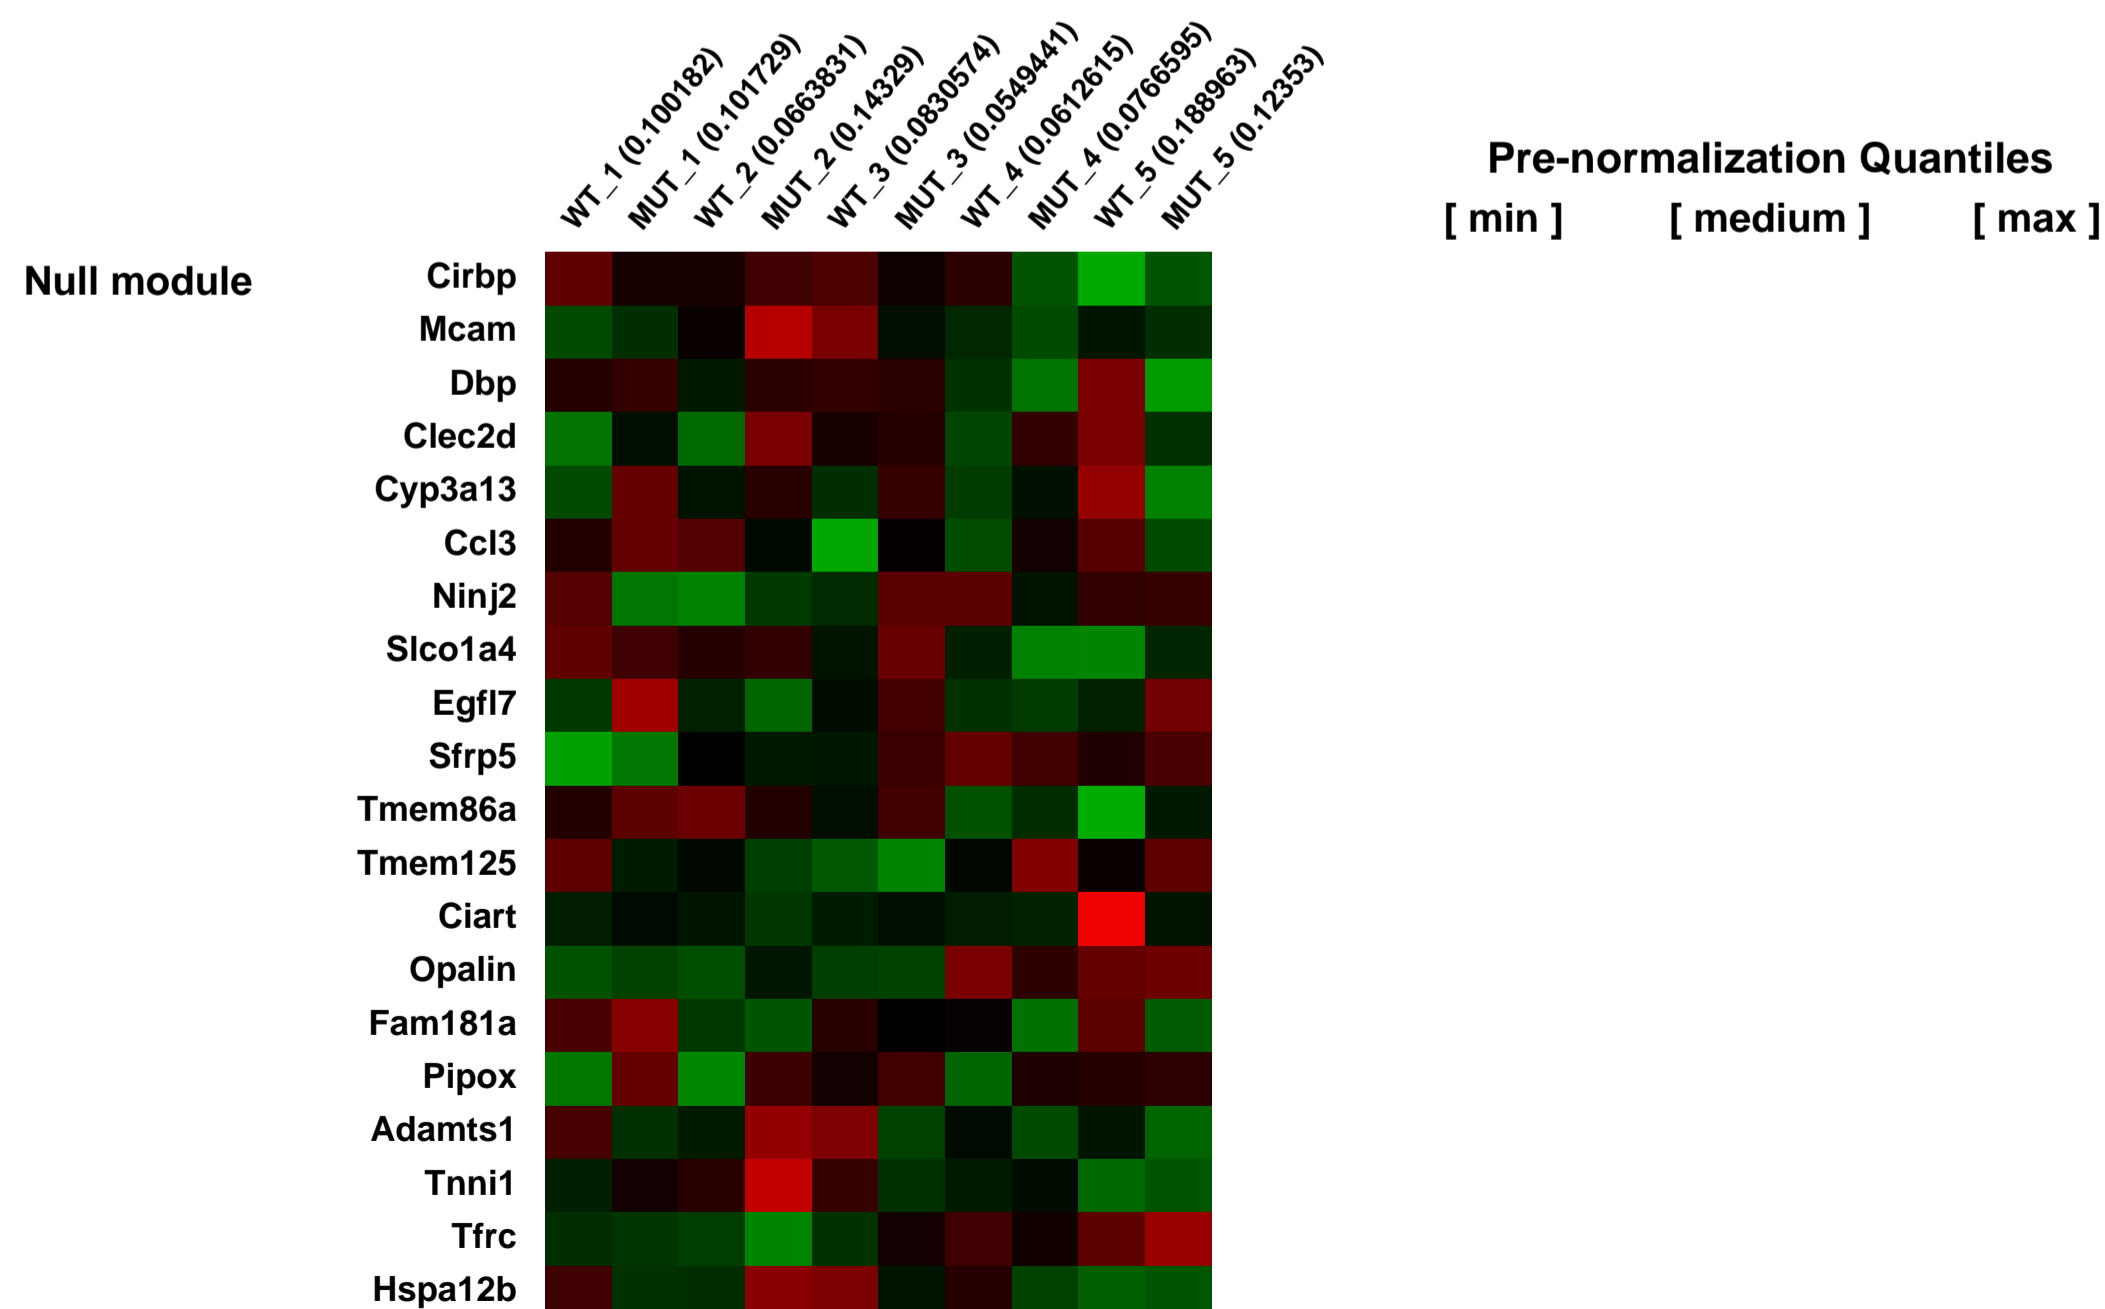 WT_1 (0.100182)
MUT_1 (0.101729)
WT_2 (0.0663831)
MUT_2 (0.14329)
WT_3 (0.0830574)
MUT_3 (0.0549441)
WT_4 (0.0612615)
MUT_4 (0.0766595)
WT_5 (0.188963)
MUT_5 (0.12353)
Pre-normalization Quantiles
[ min ] [ medium ] [ max ]
Null module
Cirbp
Mcam
Dbp
Clec2d
Cyp3a13
Ccl3
Ninj2
Slco1a4
Egfl7
Sfrp5
Tmem86a
Tmem125
Ciart
Opalin
Fam181a
Pipox
Adamts1
Tnni1
Tfrc
Hspa12b